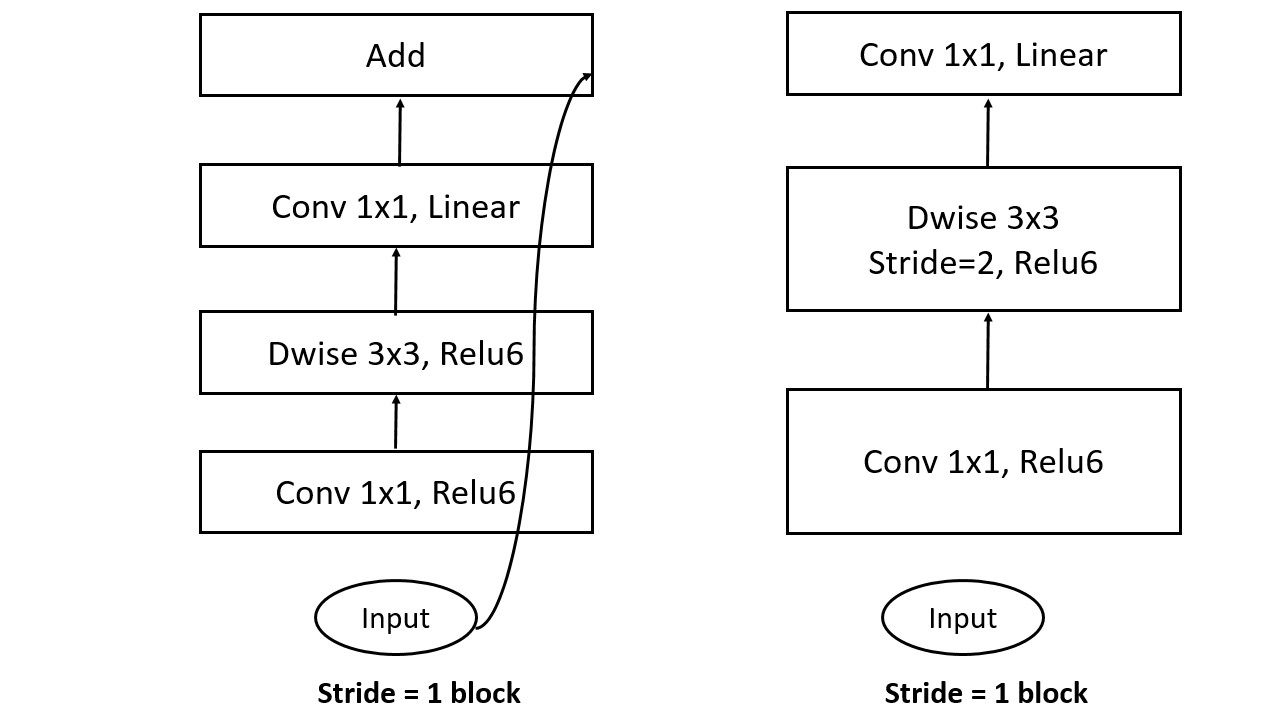 Add
Conv 1x1, Linear
Dwise 3x3, Relu6
Conv 1x1, Relu6
Input
Stride = 1 block
Conv 1x1, Linear
Dwise 3x3
Stride=2, Relu6
Conv 1x1, Relu6
Input
Stride = 1 block